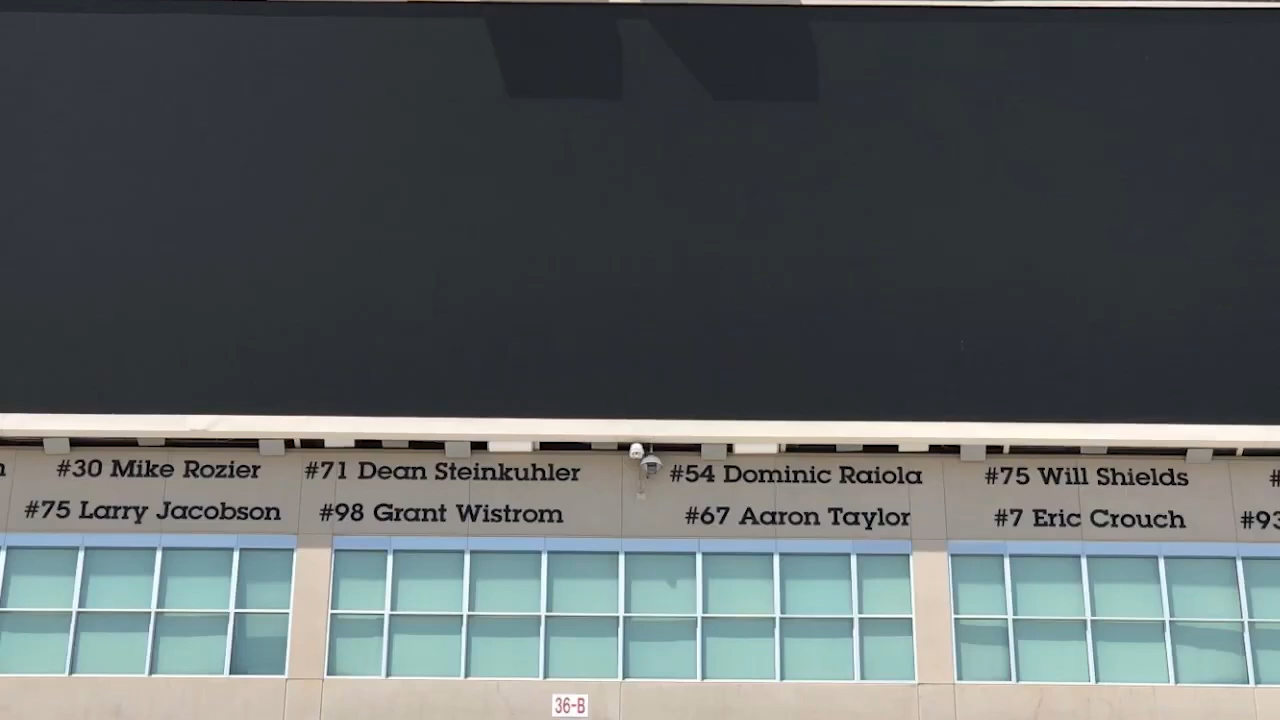 #30 Mike Rozier
#75 Larry Jacobson
#71 Dean Steinkuhler
#98 Grant Wistrom
#54 Dominic Raiola
#67 Aaron Taylor
#75 Will Shields
#7 Eric Crouch
#93
36-B